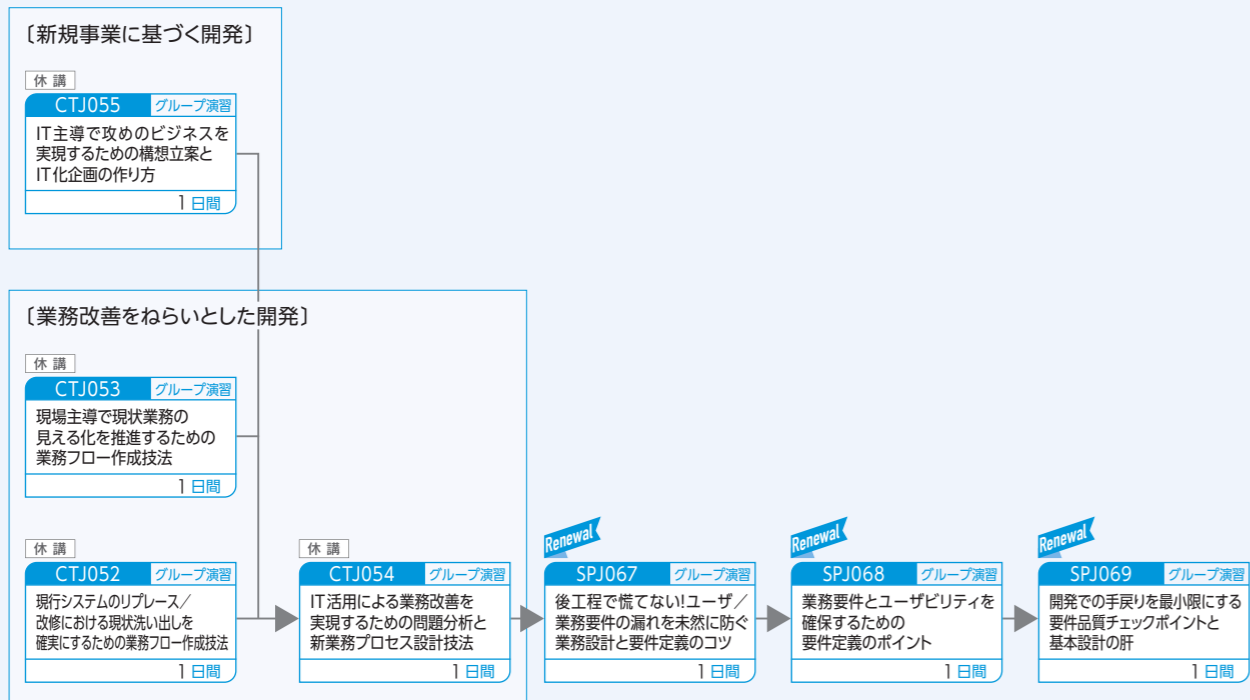 〔新規事業に基づく開発〕
休 講
CTJ055 グループ演習
IT主導で攻めのビジネスを
実現するための構想立案と
IT化企画の作り方
1 日間
〔業務改善をねらいとした開発〕
休 講
CTJ053 グループ演習
現場主導で現状業務の
見える化を推進するための
業務フロー作成技法
1 日間
休 講
CTJ052 グループ演習
現行システムのリプレース／
改修における現状洗い出しを
確実にするための業務フロー作成技法
1 日間
休 講
CTJ054 グループ演習
IT活用による業務改善を
実現するための問題分析と
新業務プロセス設計技法
1 日間
Renewal
SPJ067 グループ演習
後工程で慌てない!ユーザ／
業務要件の漏れを未然に防ぐ
業務設計と要件定義のコツ
1 日間
Renewal
SPJ068 グループ演習
業務要件とユーザビリティを
確保するための
要件定義のポイント
1 日間
Renewal
SPJ069 グループ演習
開発での手戻りを最小限にする
要件品質チェックポイントと
基本設計の肝
1 日間